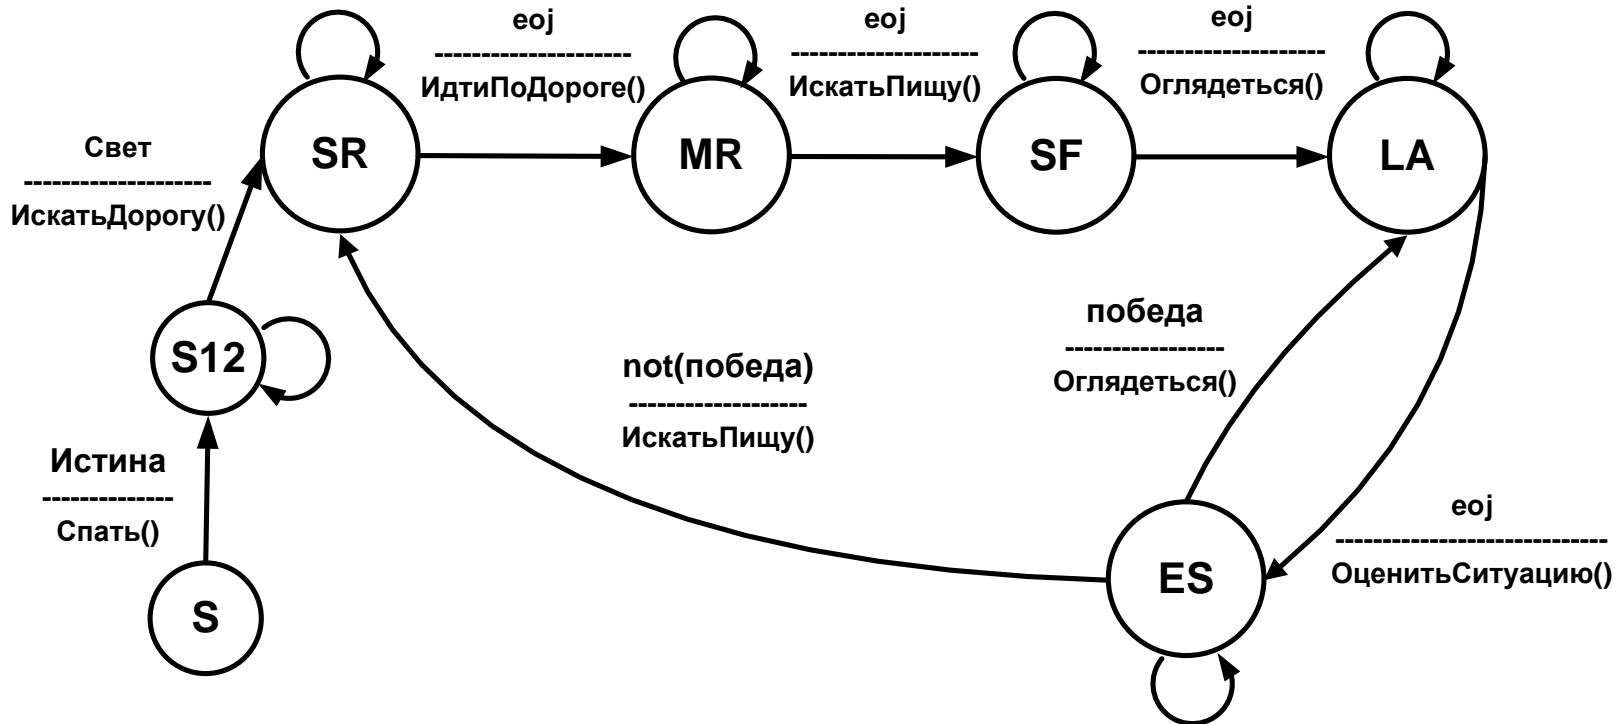 eoj
--------------------
ИдтиПоДороге()
eoj
--------------------
ИскатьПищу()
eoj
--------------------
Оглядеться()
SR
MR
SF
LA
Свет
--------------------
ИскатьДорогу()
S12
not(победа)
-------------------
ИскатьПищу()
победа
-----------------
Оглядеться()
Истина
--------------
Спать()
S
ES
eoj
-----------------------------
ОценитьСитуацию()